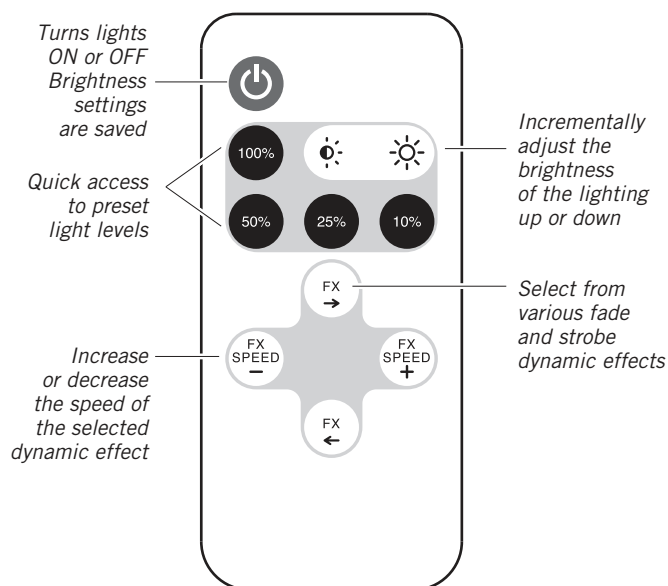 Turns lights
ON or OFF
Brightness
settings
are saved
Quick access
to preset
light levels
100%
50%
25%
10%
Incrementally
adjust the
brightness
of the lighting
up or down
FX
→
Select from
various fade
and strobe
dynamic effects
Increase
or decrease
the speed of
the selected
dynamic effect
FX
SPEED
−
FX
SPEED
+
FX
←